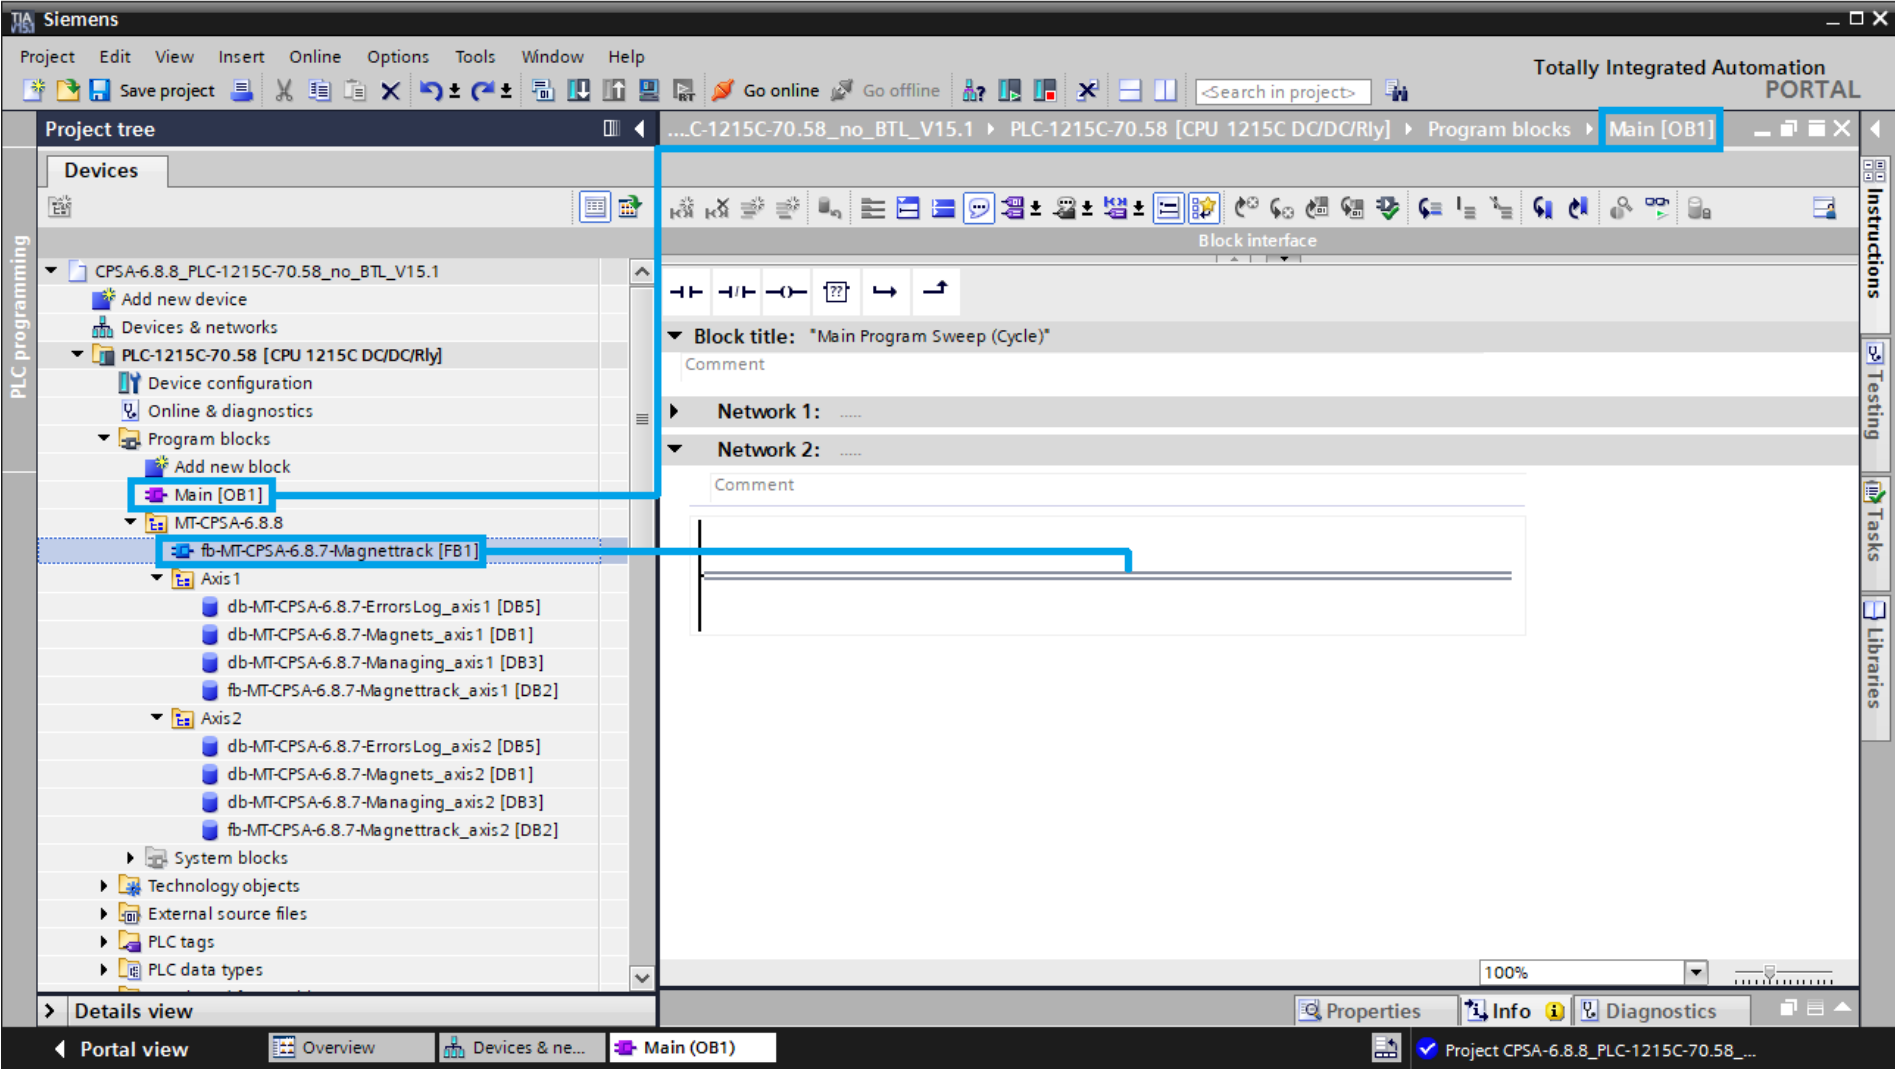 TIA
V15.1
Siemens
Project Edit View Insert Online Options Tools Window Help
Totally Integrated Automation
PORTAL
Save project
Go online
Go offline
<Search in project>
Project tree
...C-1215C-70.58_no_BTL_V15.1 PLC-1215C-70.58 [CPU 1215C DC/DC/Rly] Program blocks Main [OB1]
Devices
Block interface
PLC programming
CPSA-6.8.8_PLC-1215C-70.58_no_BTL_V15.1
Add new device
Devices & networks
PLC-1215C-70.58 [CPU 1215C DC/DC/Rly]
Device configuration
Online & diagnostics
Program blocks
Add new block
Main [OB1]
MT-CPSA-6.8.8
fb-MT-CPSA-6.8.7-Magnettrack [FB1]
Axis1
db-MT-CPSA-6.8.7-ErrorsLog_axis1 [DB5]
db-MT-CPSA-6.8.7-Magnets_axis1 [DB1]
db-MT-CPSA-6.8.7-Managing_axis1 [DB3]
fb-MT-CPSA-6.8.7-Magnettrack_axis1 [DB2]
Axis2
db-MT-CPSA-6.8.7-ErrorsLog_axis2 [DB5]
db-MT-CPSA-6.8.7-Magnets_axis2 [DB1]
db-MT-CPSA-6.8.7-Managing_axis2 [DB3]
fb-MT-CPSA-6.8.7-Magnettrack_axis2 [DB2]
System blocks
Technology objects
External source files
PLC tags
PLC data types
Details view
??
Block title: "Main Program Sweep (Cycle)"
Comment
Network 1: .....
Network 2: .....
Comment
100%
Instructions
Testing
Tasks
Libraries
Properties
Info
Diagnostics
Portal view
Overview
Devices & ne...
Main (OB1)
Project CPSA-6.8.8_PLC-1215C-70.58_...